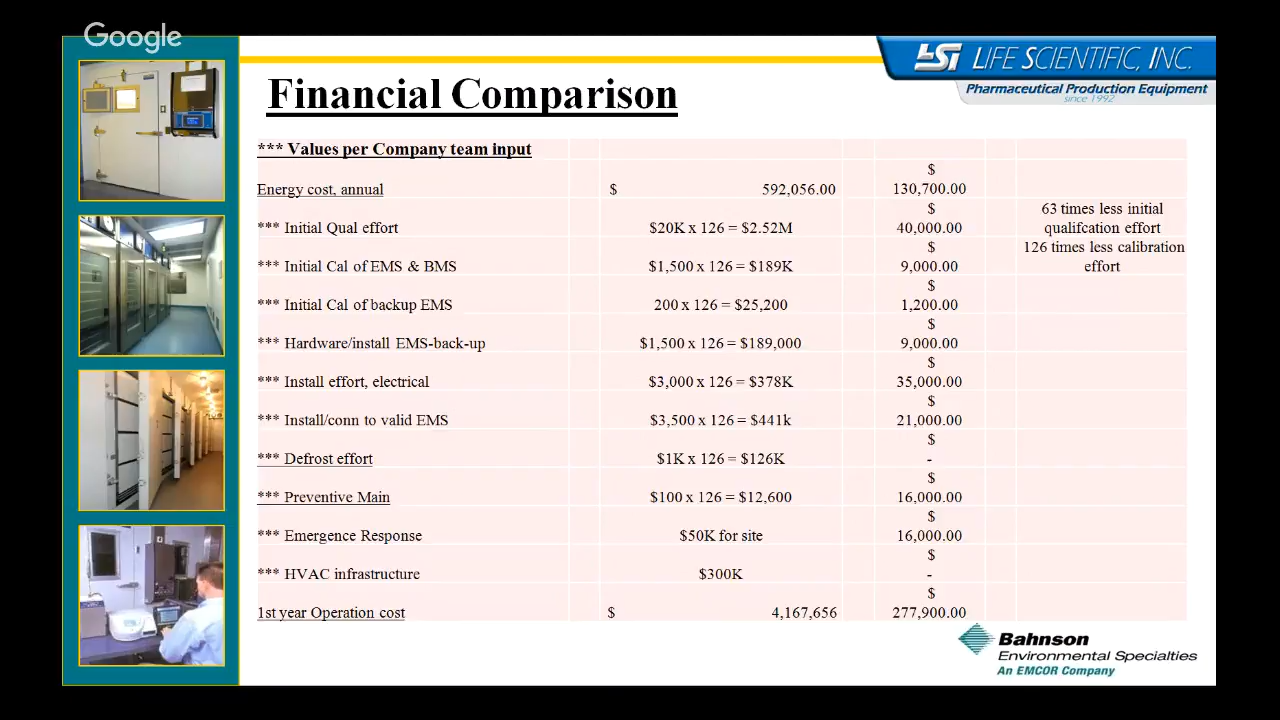 Google
LIFE SCIENTIFIC, INC.
Pharmaceutical Production Equipment
since 1992
Financial Comparison
*** Values per Company team input
Energy cost, annual $ 592,056.00 $ 130,700.00
*** Initial Qual effort $20K x 126 = $2.52M $ 40,000.00 63 times less initial qualifcation effort
*** Initial Cal of EMS & BMS $1,500 x 126 = $189K $ 9,000.00 126 times less calibration effort
*** Initial Cal of backup EMS 200 x 126 = $25,200 $ 1,200.00
*** Hardware/install EMS-back-up $1,500 x 126 = $189,000 $ 9,000.00
*** Install effort, electrical $3,000 x 126 = $378K $ 35,000.00
*** Install/conn to valid EMS $3,500 x 126 = $441k $ 21,000.00
*** Defrost effort $1K x 126 = $126K $ -
*** Preventive Main $100 x 126 = $12,600 $ 16,000.00
*** Emergence Response $50K for site $ 16,000.00
*** HVAC infrastructure $300K $ -
1st year Operation cost $ 4,167,656 $ 277,900.00
Bahnson
Environmental Specialties
An EMCOR Company